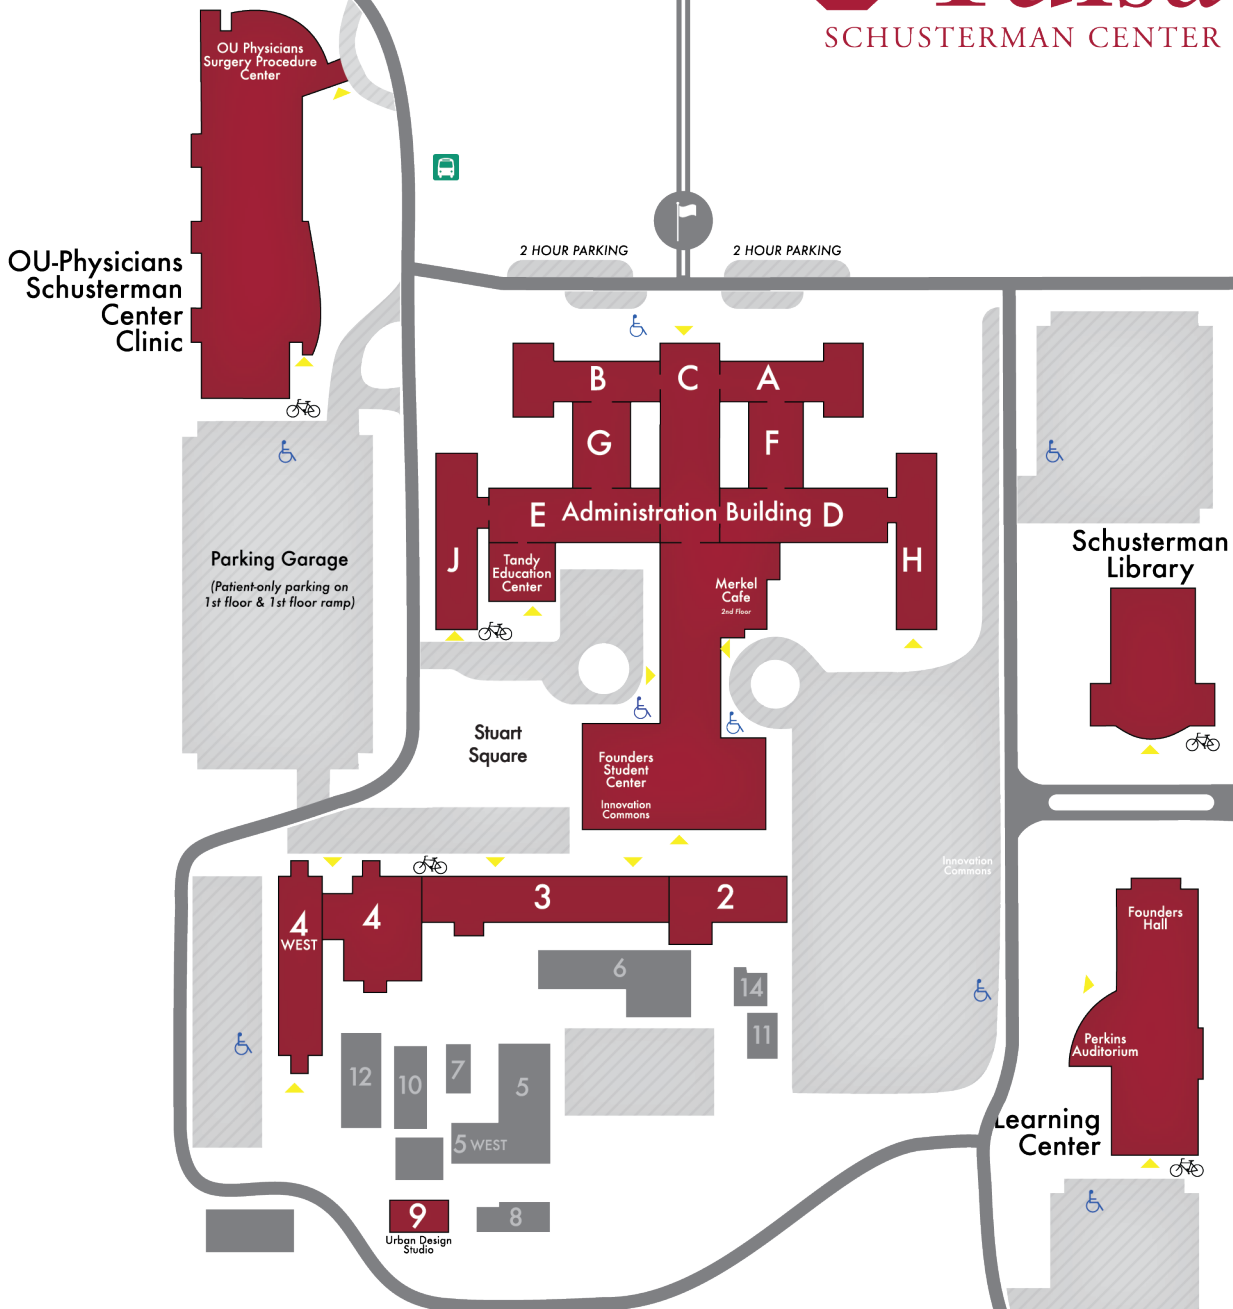 SCHUSTERMAN CENTER
OU Physicians
Surgery Procedure
Center
OU-Physicians
Schusterman
Center
Clinic
2 HOUR PARKING
2 HOUR PARKING
B
C
A
G
F
E
Administration Building
D
J
H
Tandy
Education
Center
Merkel
Cafe
2nd Floor
Parking Garage
(Patient-only parking on
1st floor & 1st floor ramp)
Schusterman
Library
Stuart
Square
Founders
Student
Center
Innovation
Commons
Innovation
Commons
4
WEST
4
3
2
6
14
11
12
10
7
5
5 WEST
9
Urban Design
Studio
8
Founders
Hall
Perkins
Auditorium
Learning
Center